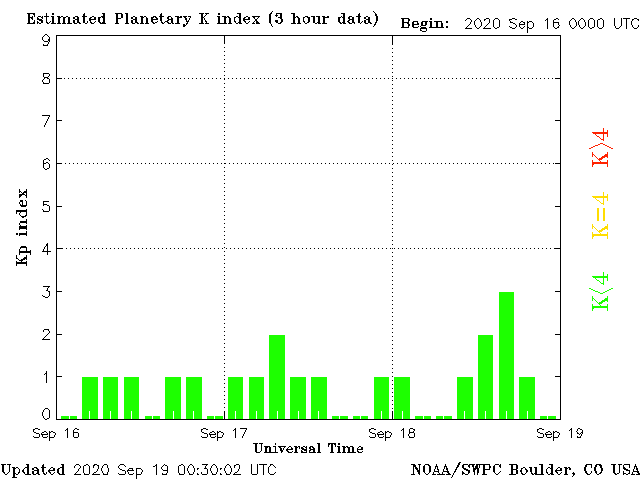 Estimated Planetary K index (3 hour data)
Begin: 2020 Sep 16 0000 UTC
9
8
7
6
5
4
3
2
1
0
Kp index
K>4
K=4
K<4
Sep 16
Sep 17
Sep 18
Sep 19
Universal Time
Updated 2020 Sep 19 00:30:02 UTC
NOAA/SWPC Boulder, CO USA